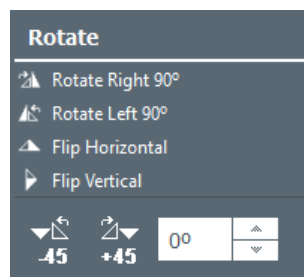 Rotate
Rotate Right 90º
Rotate Left 90º
Flip Horizontal
Flip Vertical
-45 +45 0º